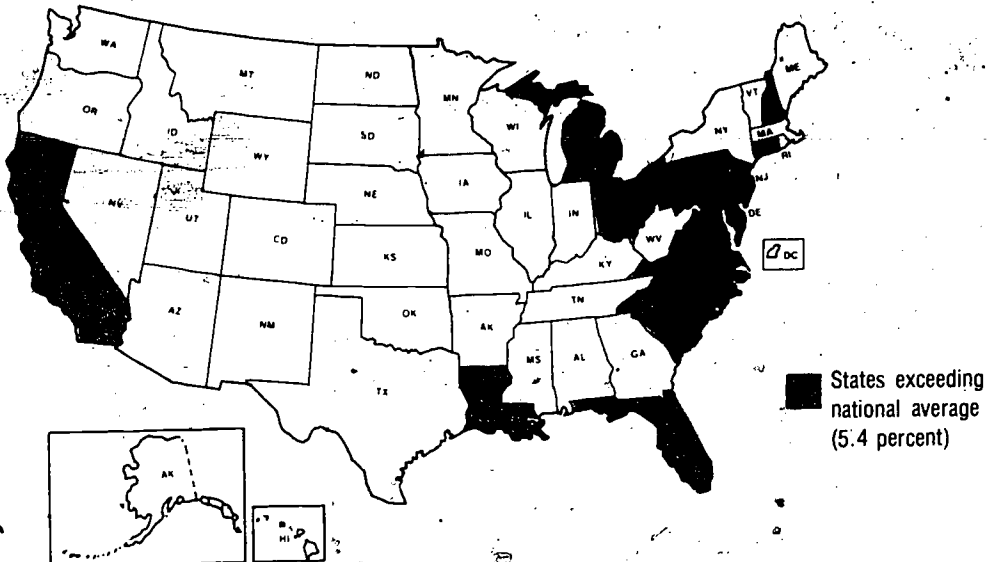 WA
MT
ND
MN
OR
ID
WY
SD
WI
NE
IA
NV
UT
CD
KS
MO
IL
IN
WV
KY
TN
AZ
NM
OK
AK
TX
MS
AL
GA
ME
VT
NY
MA
RI
NJ
DE
DC
AK
HI
States exceeding
national average
(5.4 percent)